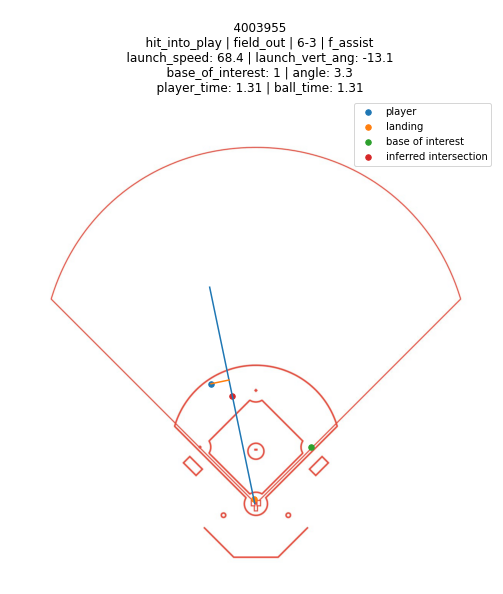 4003955
hit_into_play | field_out | 6-3 | f_assist
launch_speed: 68.4 | launch_vert_ang: -13.1
base_of_interest: 1 | angle: 3.3
player_time: 1.31 | ball_time: 1.31
player
landing
base of interest
inferred intersection